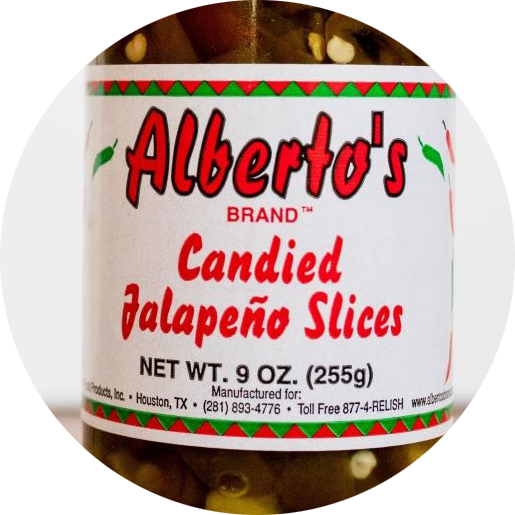 Alberto's
BRAND™
Candied
Jalapeño Slices
NET WT. 9 OZ. (255g)
Manufactured for:
Products, Inc. • Houston, TX • (281) 893-4776 • Toll Free 877-4-RELISH